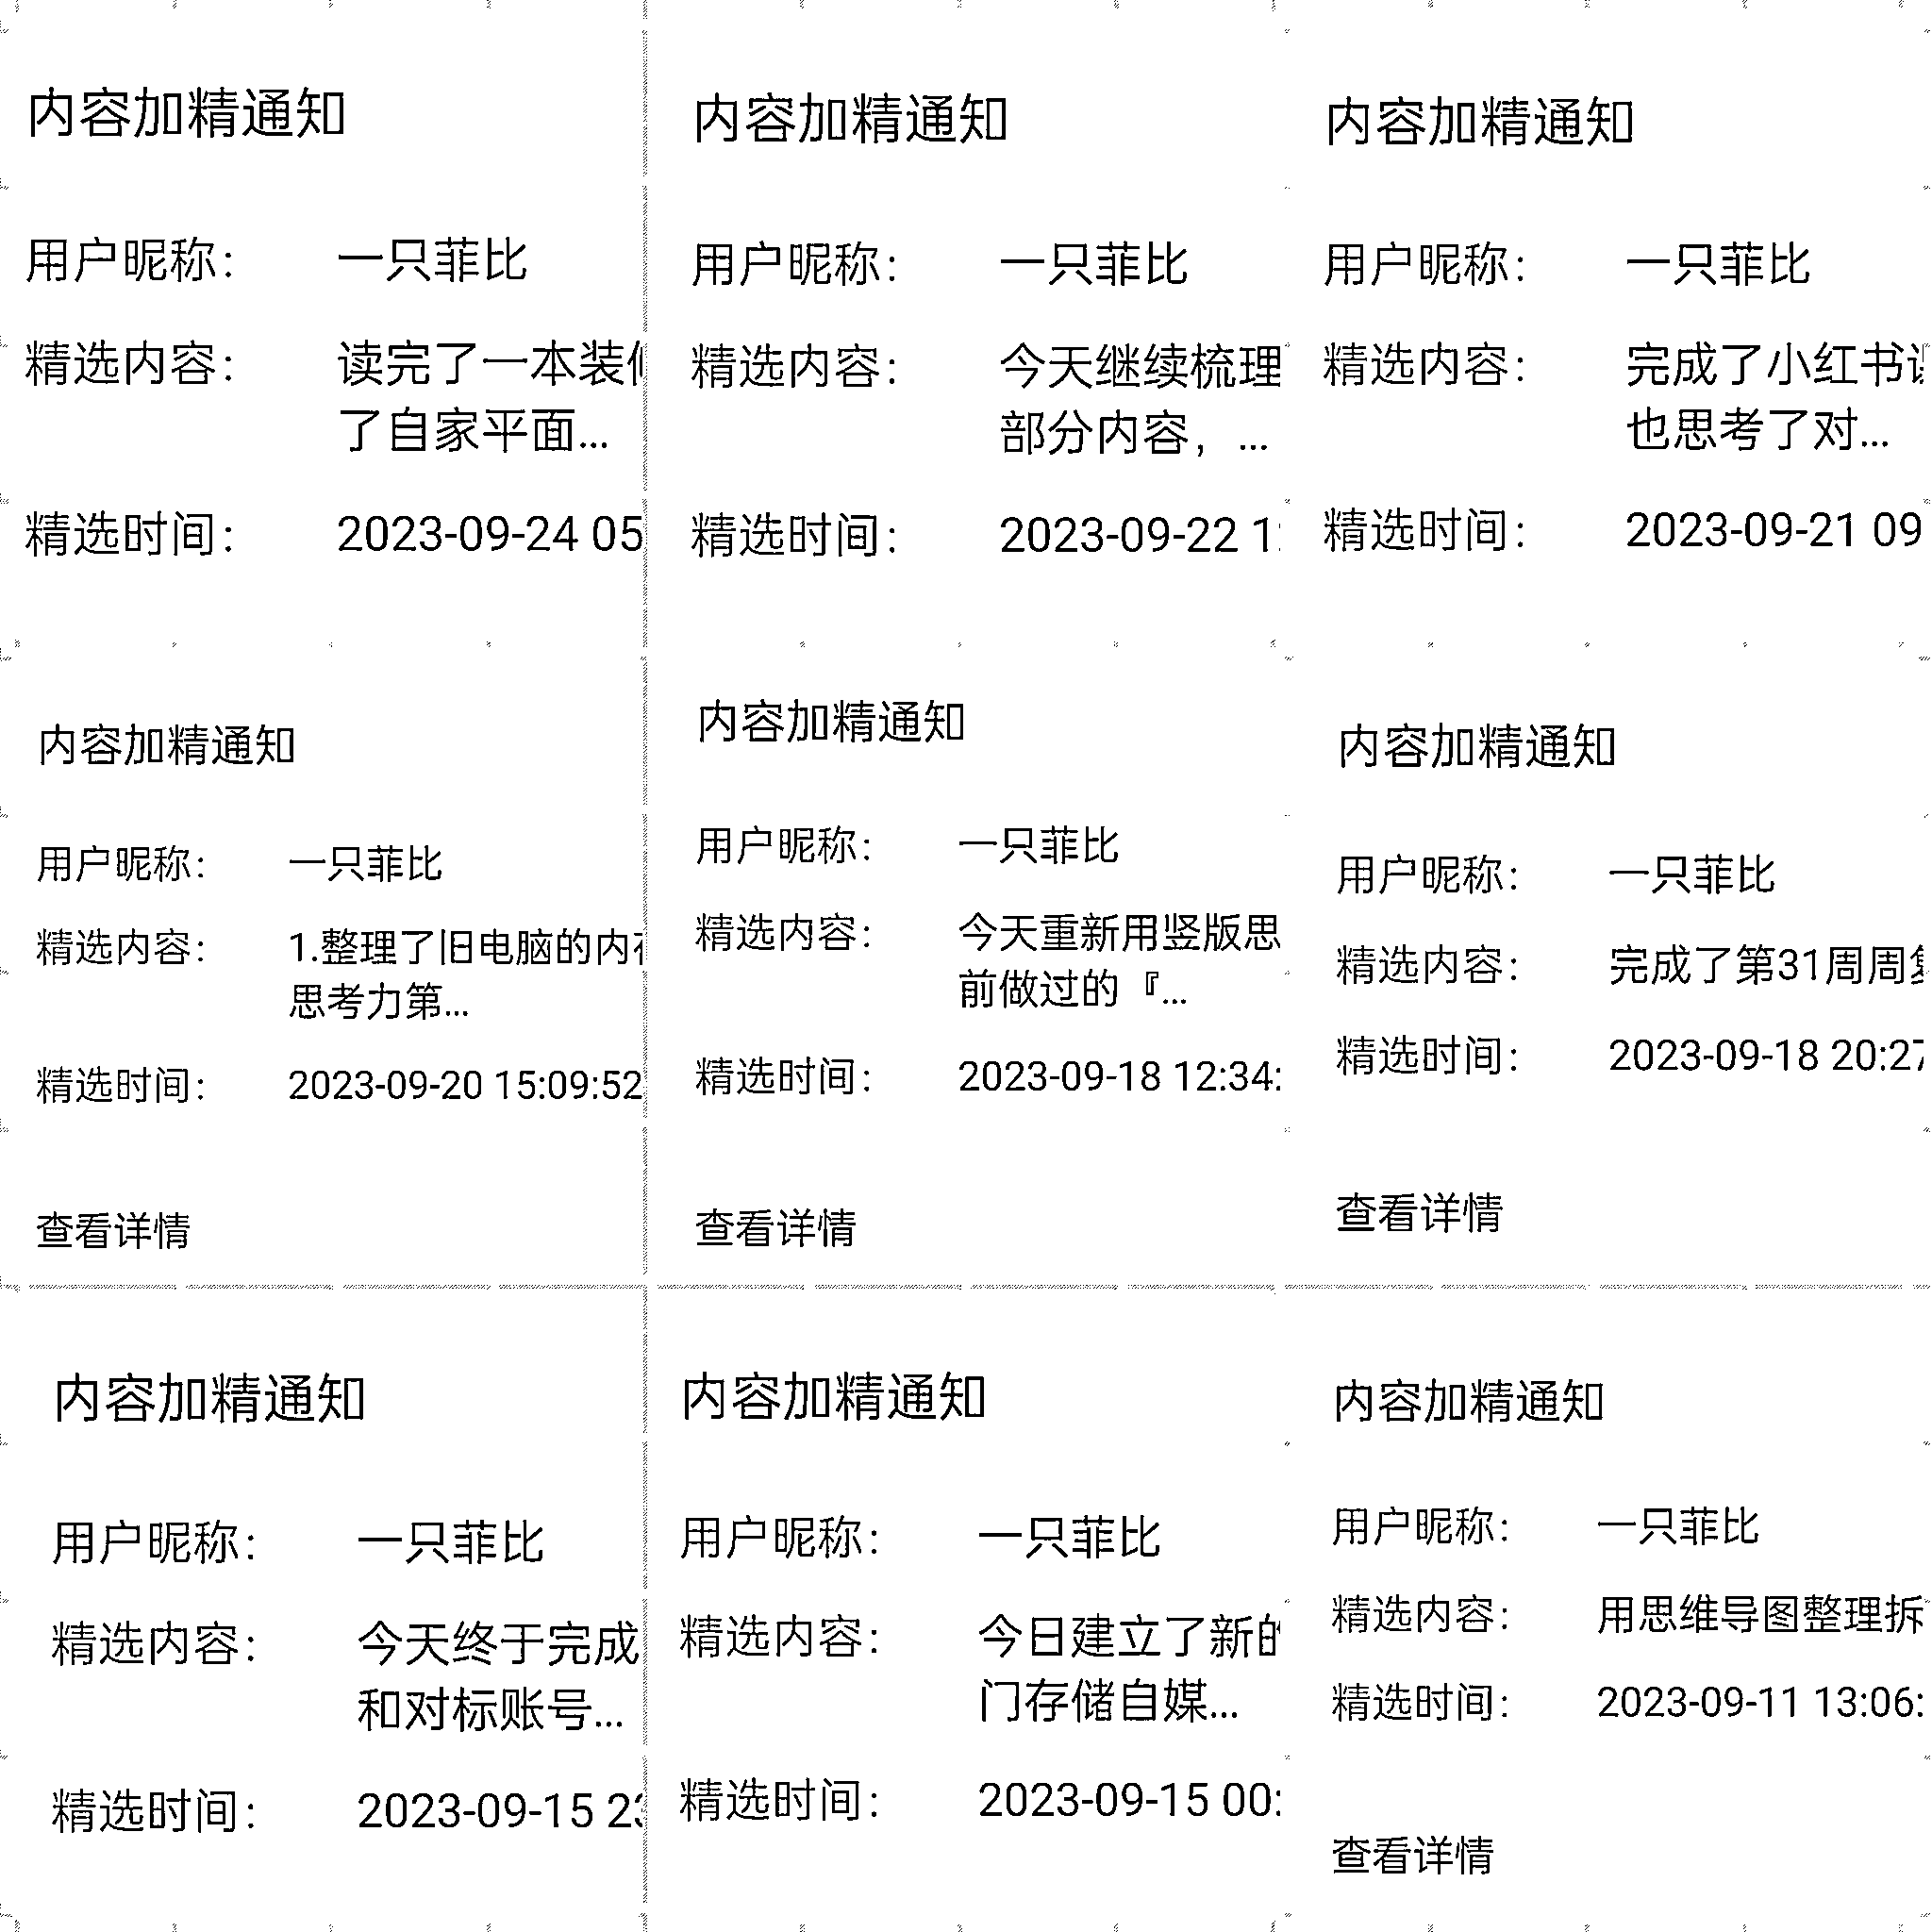 内容加精通知
用户昵称： 一只菲比
精选内容： 读完了一本装
了自家平面...
精选时间： 2023-09-24 05
内容加精通知
用户昵称： 一只菲比
精选内容： 今天继续梳理
部分内容，...
精选时间： 2023-09-22 1
内容加精通知
用户昵称： 一只菲比
精选内容： 完成了小红书
也思考了对...
精选时间： 2023-09-21 09
内容加精通知
用户昵称： 一只菲比
精选内容： 1.整理了旧电脑的内
思考力第...
精选时间： 2023-09-20 15:09:52
查看详情
内容加精通知
用户昵称： 一只菲比
精选内容： 今天重新用竖版思
前做过的『...
精选时间： 2023-09-18 12:34:
查看详情
内容加精通知
用户昵称： 一只菲比
精选内容： 完成了第31周周
精选时间： 2023-09-18 20:27
查看详情
内容加精通知
用户昵称： 一只菲比
精选内容： 今天终于完成
和对标账号...
精选时间： 2023-09-15 23
内容加精通知
用户昵称： 一只菲比
精选内容： 今日建立了新的
门存储自媒...
精选时间： 2023-09-15 00:
内容加精通知
用户昵称： 一只菲比
精选内容： 用思维导图整理拆
精选时间： 2023-09-11 13:06:
查看详情